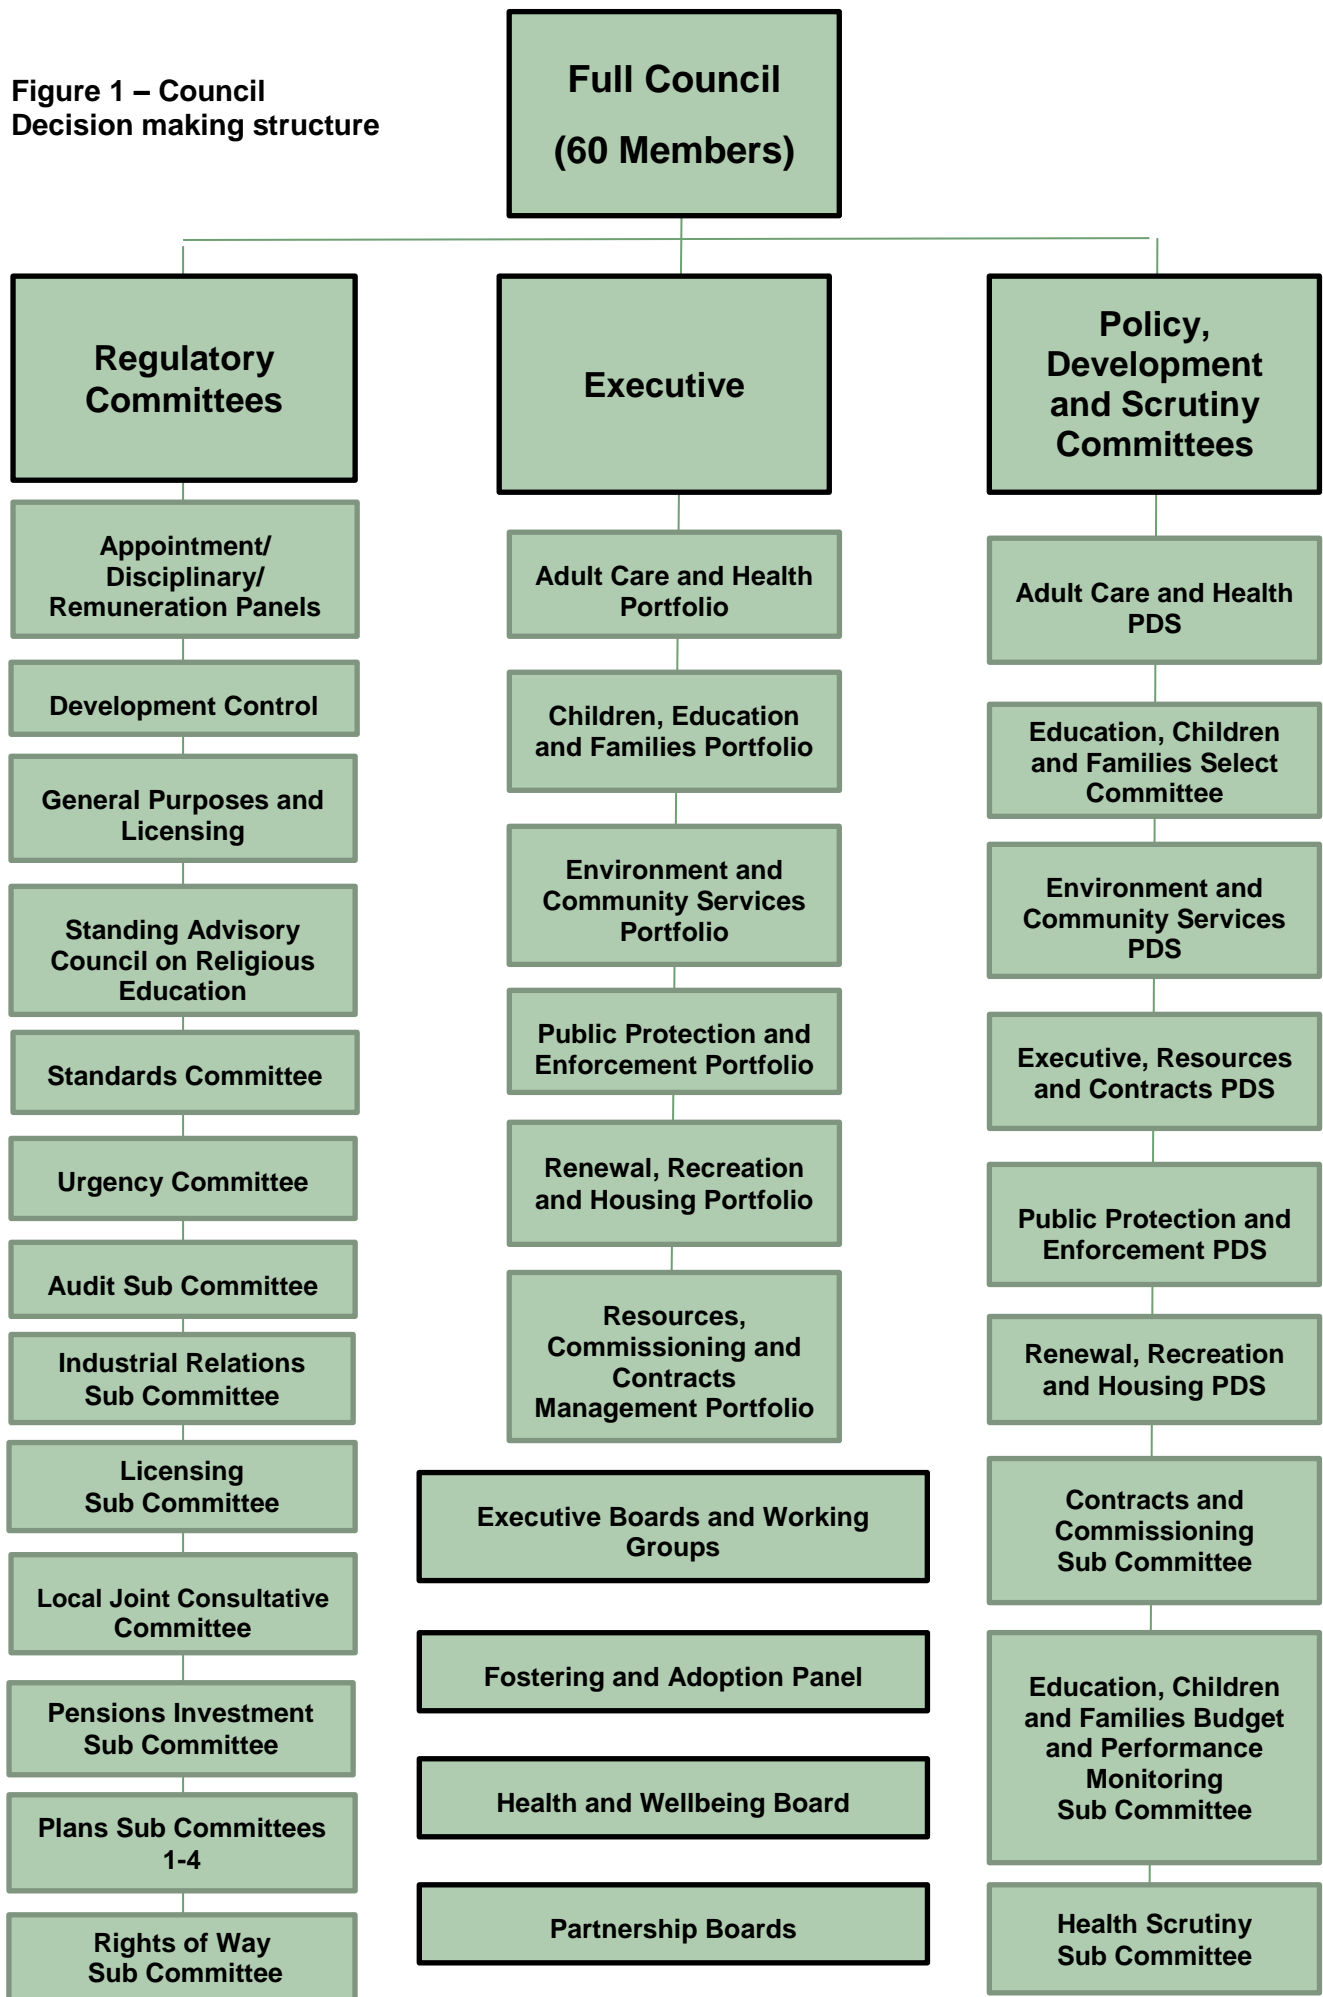 Figure 1 – Council
Decision making structure
Full Council
(60 Members)
Regulatory
Committees
Appointment/
Disciplinary/
Remuneration Panels
Development Control
General Purposes and
Licensing
Standing Advisory
Council on Religious
Education
Standards Committee
Urgency Committee
Audit Sub Committee
Industrial Relations
Sub Committee
Licensing
Sub Committee
Local Joint Consultative
Committee
Pensions Investment
Sub Committee
Plans Sub Committees
1-4
Rights of Way
Sub Committee
Executive
Adult Care and Health
Portfolio
Children, Education
and Families Portfolio
Environment and
Community Services
Portfolio
Public Protection and
Enforcement Portfolio
Renewal, Recreation
and Housing Portfolio
Resources,
Commissioning and
Contracts
Management Portfolio
Executive Boards and Working
Groups
Fostering and Adoption Panel
Health and Wellbeing Board
Partnership Boards
Policy,
Development
and Scrutiny
Committees
Adult Care and Health
PDS
Education, Children
and Families Select
Committee
Environment and
Community Services
PDS
Executive, Resources
and Contracts PDS
Public Protection and
Enforcement PDS
Renewal, Recreation
and Housing PDS
Contracts and
Commissioning
Sub Committee
Education, Children
and Families Budget
and Performance
Monitoring
Sub Committee
Health Scrutiny
Sub Committee